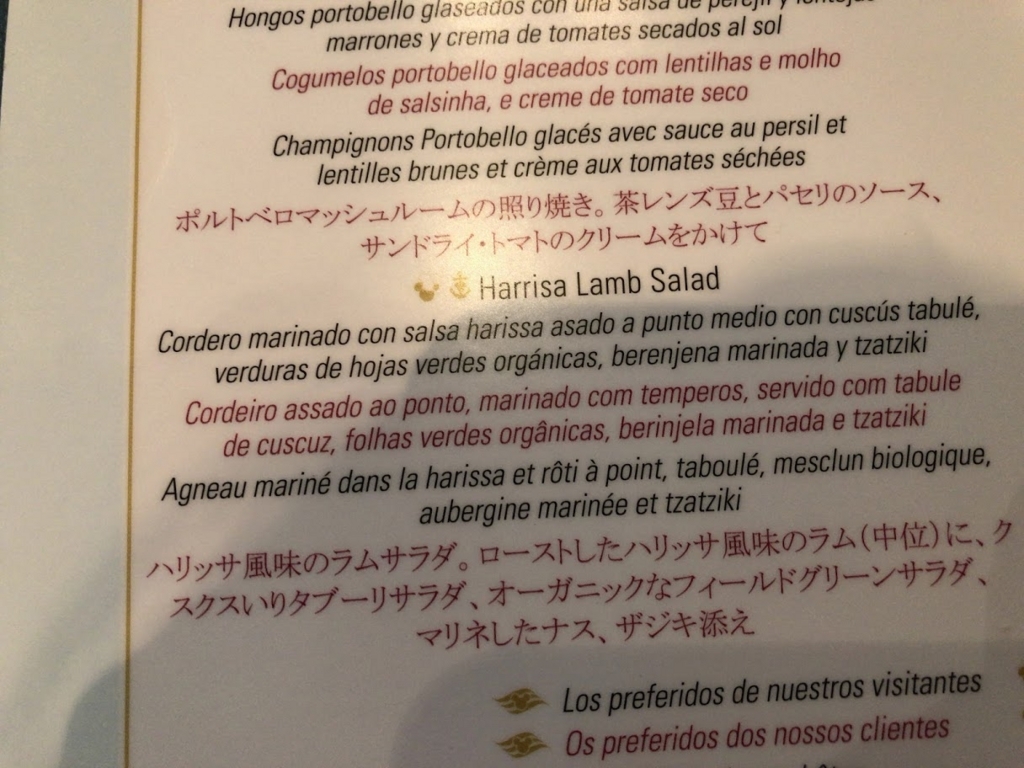 Hongos portobello glaseados con una salsa de perejil y lentejas
marrones y crema de tomates secados al sol
Cogumelos portobello glaceados com lentilhas e molho
de salsinha, e creme de tomate seco
Champignons Portobello glacés avec sauce au persil et
lentilles brunes et crème aux tomates séchées
ポルトベロマッシュルームの照り焼き。茶レンズ豆とパセリのソース、
サンドライ・トマトのクリームをかけて
Harrisa Lamb Salad
Cordero marinado con salsa harissa asado a punto medio con cuscús tabulé,
verduras de hojas verdes orgánicas, berenjena marinada y tzatziki
Cordeiro assado ao ponto, marinado com temperos, servido com tabule
de cuscuz, folhas verdes orgânicas, berinjela marinada e tzatziki
Agneau mariné dans la harissa et rôti à point, taboulé, mesclun biologique,
aubergine marinée et tzatziki
ハリッサ風味のラムサラダ。ローストしたハリッサ風味のラム(中位)に、ク
スクスいりタブーリサラダ、オーガニックなフィールドグリーンサラダ、
マリネしたナス、ザジキ添え
Los preferidos de nuestros visitantes
Os preferidos dos nossos clientes